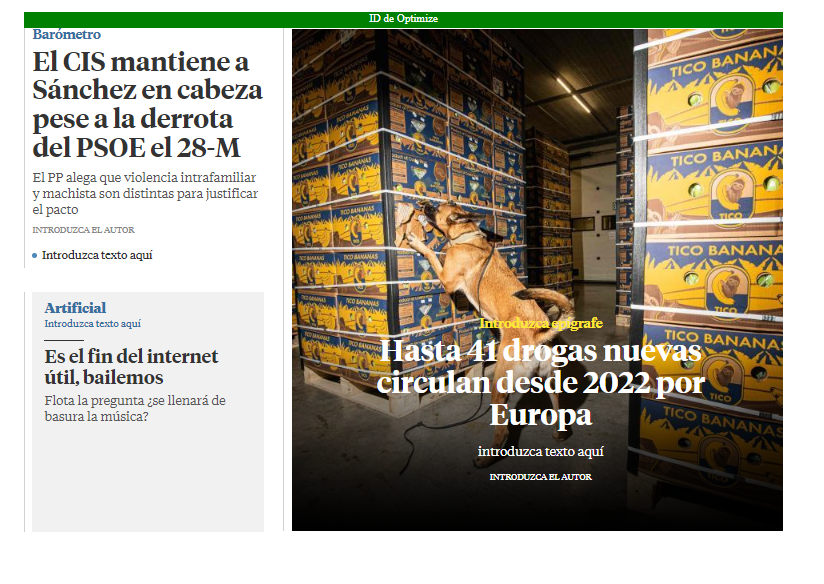 ID de Optimize
Barómetro
El CIS mantiene a
Sánchez en cabeza
pese a la derrota
del PSOE el 28-M
El PP alega que violencia intrafamiliar
y machista son distintas para justificar
el pacto
INTRODUZCA EL AUTOR
Introduzca texto aquí
Artificial
Introduzca texto aquí
Es el fin del internet
útil, bailemos
Flota la pregunta ¿se llenará de
basura la música?
TICO BANANAS
TICO
Introduzca epígrafe
Hasta 41 drogas nuevas
circulan desde 2022 por
Europa
introduzca texto aquí
INTRODUZCA EL AUTOR